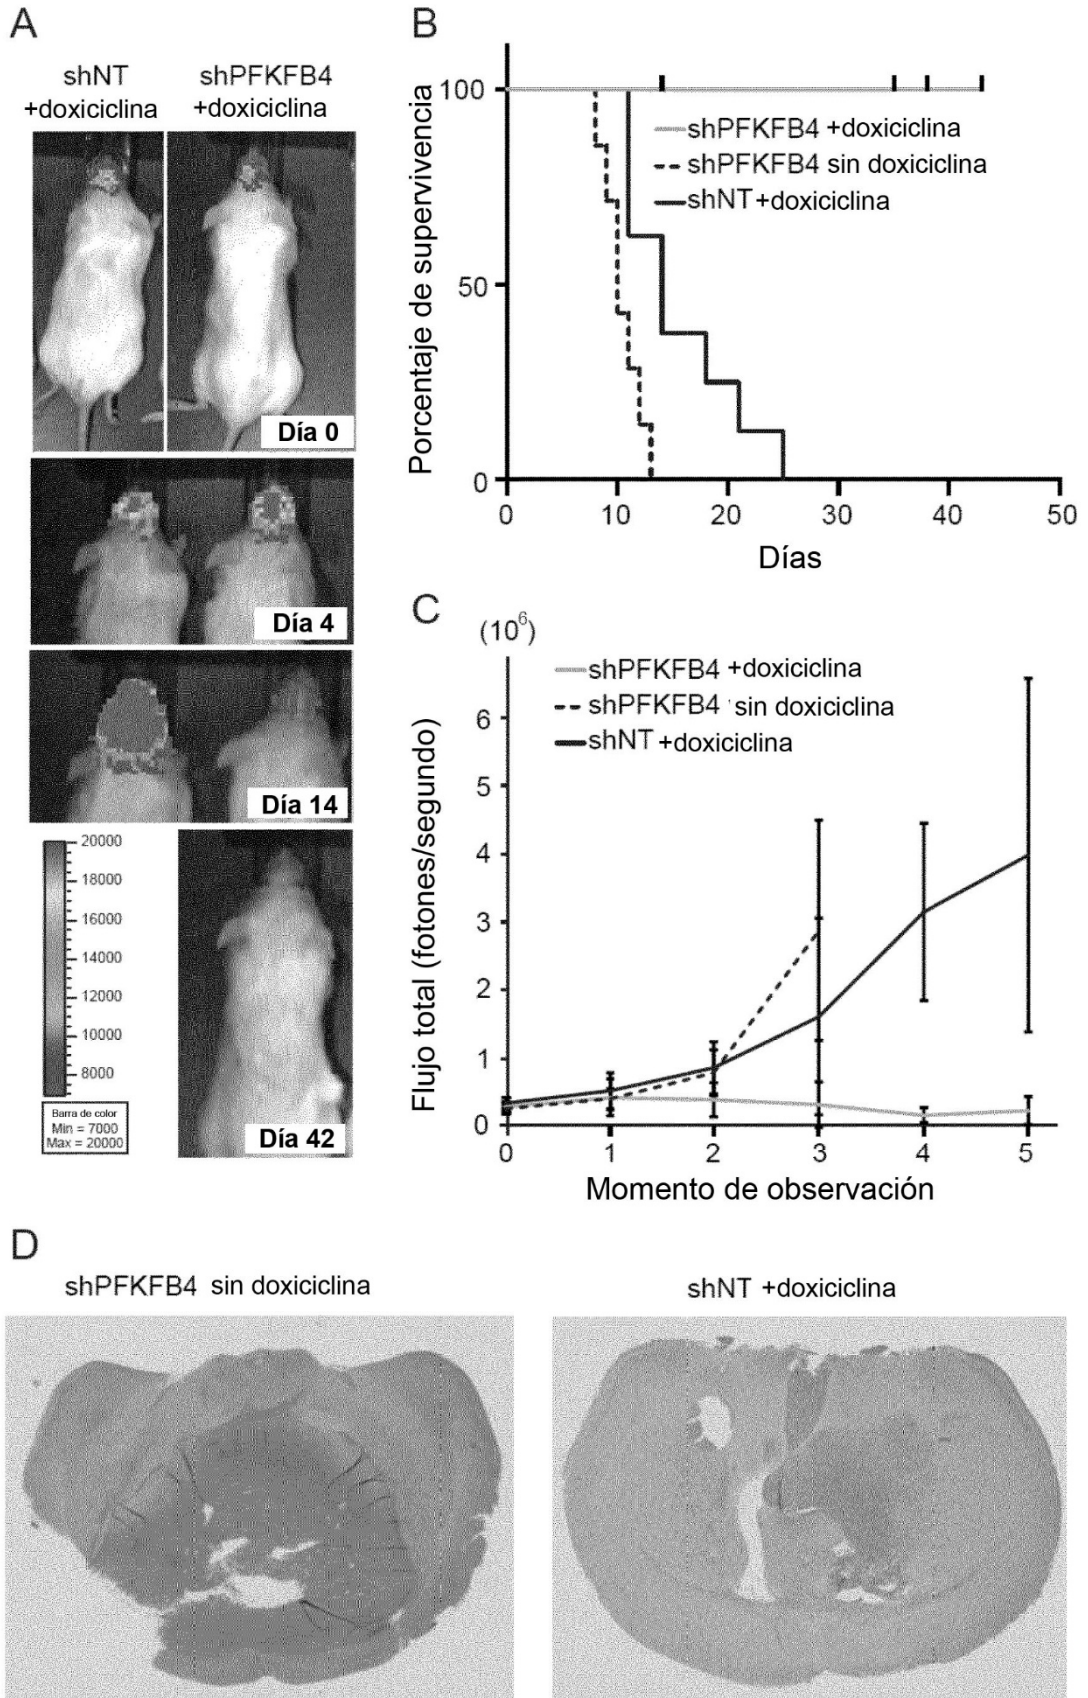 A
shNT
+doxiciclina
shPFKFB4
+doxiciclina
Día 0
Día 4
Día 14
20000
18000
16000
14000
12000
10000
8000
Barra de color
Min = 7000
Max = 20000
Día 42
B
Porcentaje de supervivencia
100
50
0
shPFKFB4 +doxiciclina
shPFKFB4 sin doxiciclina
shNT +doxiciclina
0 10 20 30 40 50
Días
C
(10⁶)
Flujo total (fotones/segundo)
6
5
4
3
2
1
0
shPFKFB4 +doxiciclina
shPFKFB4 sin doxiciclina
shNT +doxiciclina
0 1 2 3 4 5
Momento de observación
D
shPFKFB4 sin doxiciclina
shNT +doxiciclina